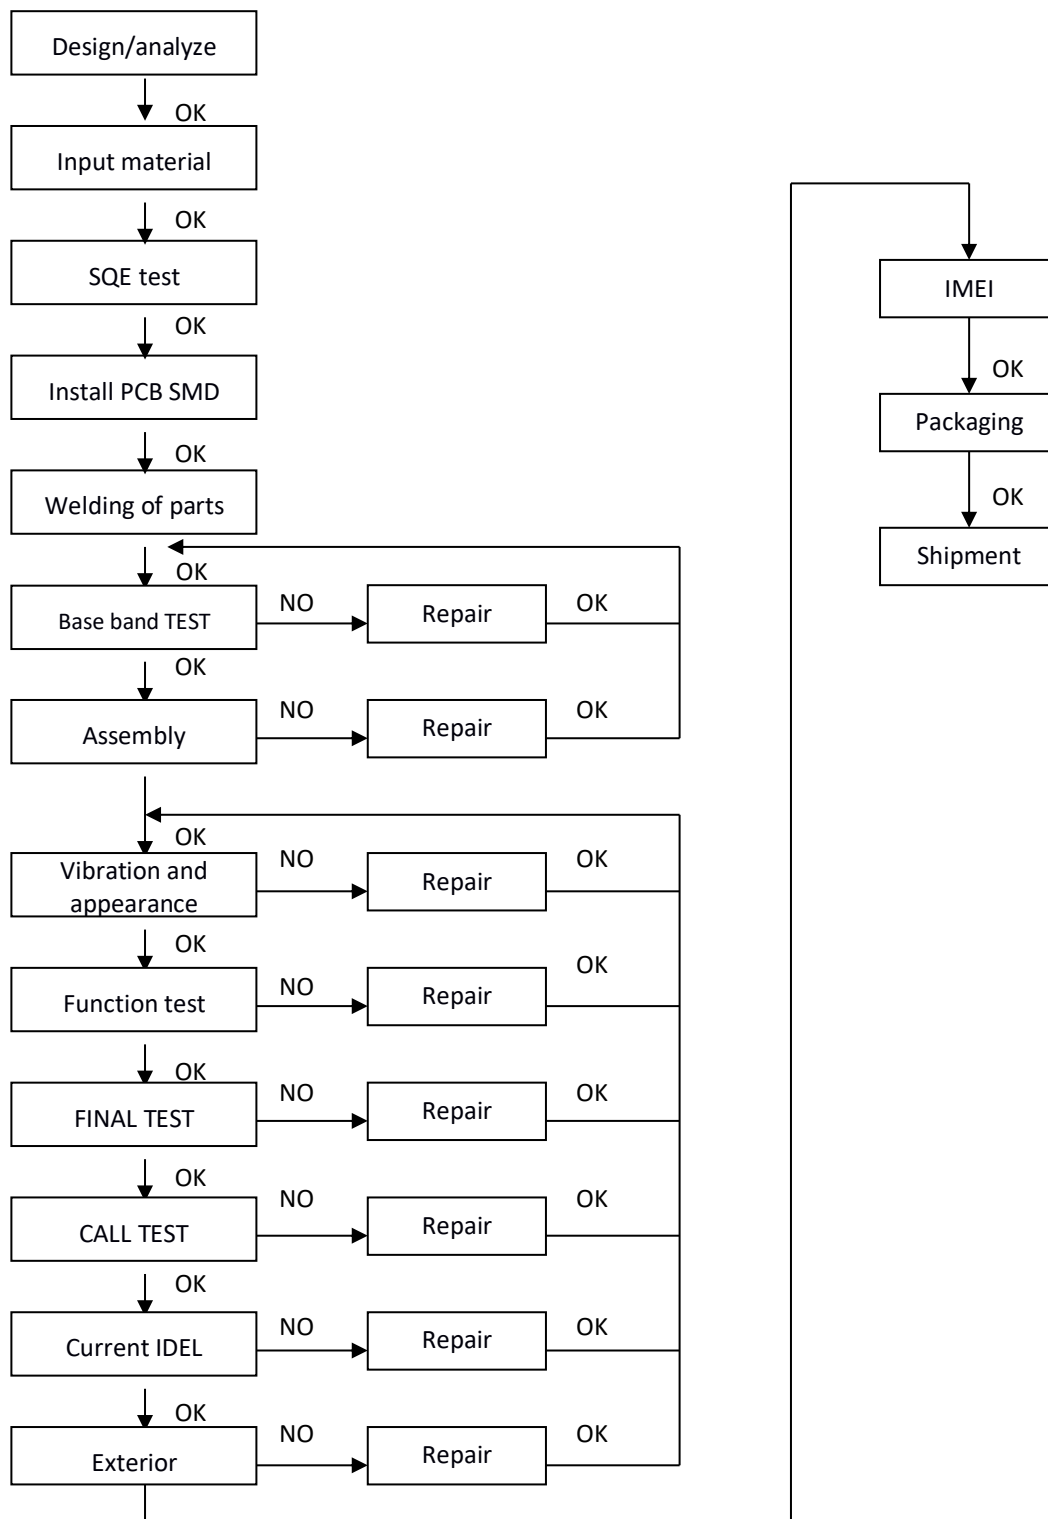 Design/analyze
OK
Input material
OK
SQE test
OK
Install PCB SMD
OK
Welding of parts
OK
Base band TEST
NO
Repair
OK
OK
Assembly
NO
Repair
OK
OK
Vibration and
appearance
NO
Repair
OK
OK
Function test
NO
Repair
OK
OK
FINAL TEST
NO
Repair
OK
OK
CALL TEST
NO
Repair
OK
OK
Current IDEL
NO
Repair
OK
OK
Exterior
NO
Repair
OK
IMEI
OK
Packaging
OK
Shipment